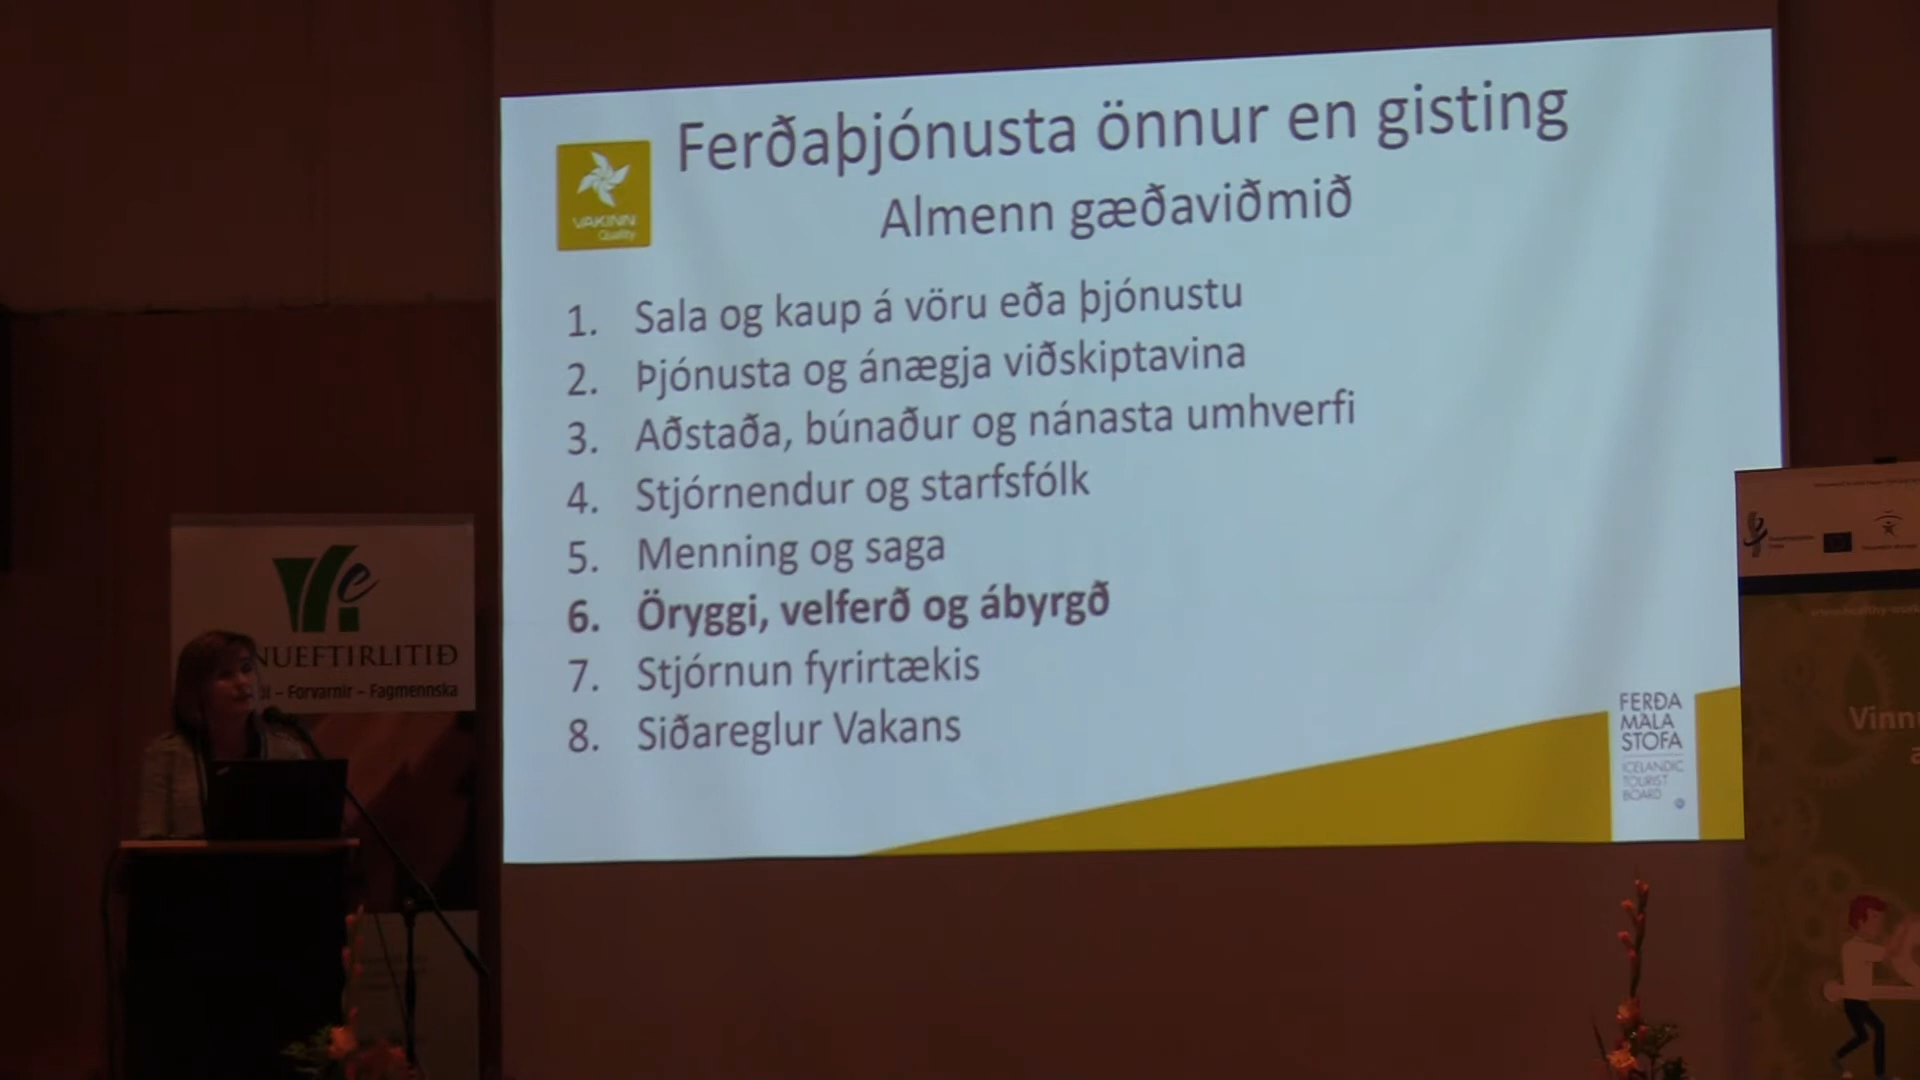 Ferðaþjónusta önnur en gisting
Almenn gæðaviðmið
VAKINN
Quality
1. Sala og kaup á vöru eða þjónustu
2. Þjónusta og ánægja viðskiptavina
3. Aðstaða, búnaður og nánasta umhverfi
4. Stjórnendur og starfsfólk
5. Menning og saga
6. Öryggi, velferð og ábyrgð
7. Stjórnun fyrirtækis
8. Siðareglur Vakans
FERÐA
MÁLA
STOFA
ICELANDIC
TOURIST
BOARD
NUEFTIRLITIÐ
– Forvarnir – Fagmennska
Vinn